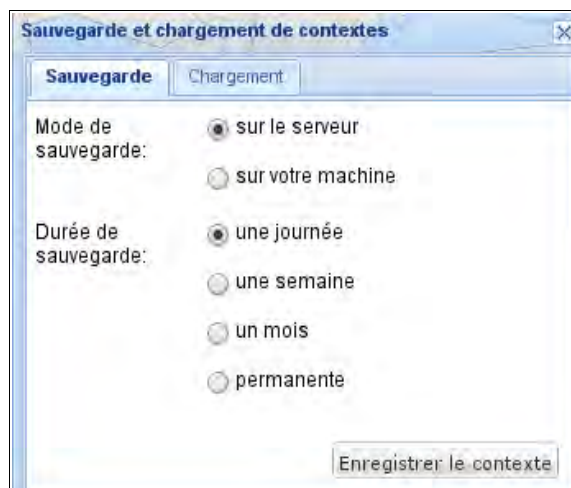 Sauvegarde et chargement de contextes
Sauvegarde
Chargement
Mode de
sauvegarde:
sur le serveur
sur votre machine
Durée de
sauvegarde:
une journée
une semaine
un mois
permanente
Enregistrer le contexte